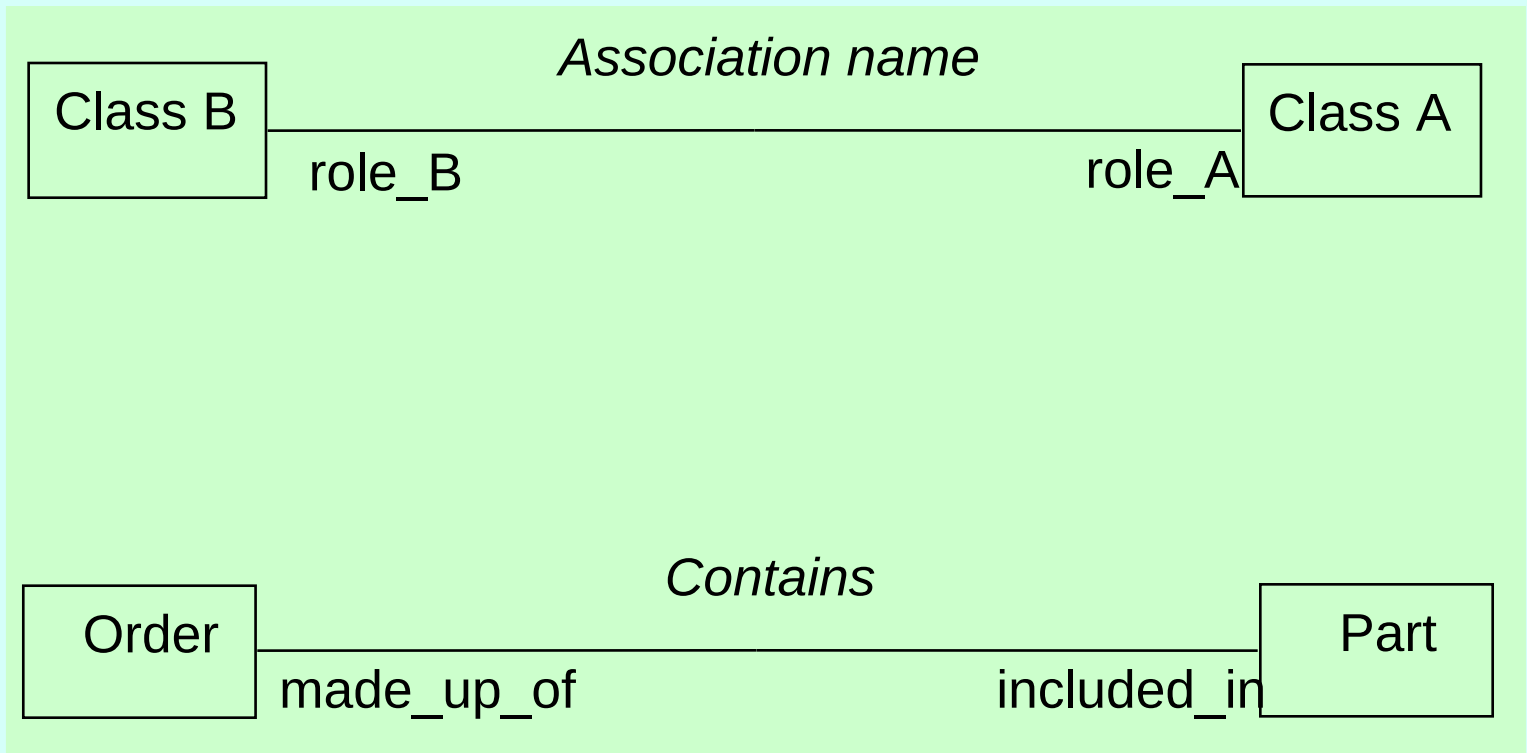 Association name
Class B
Class A
role_B
role_A
Contains
Order
Part
made_up_of
included_in